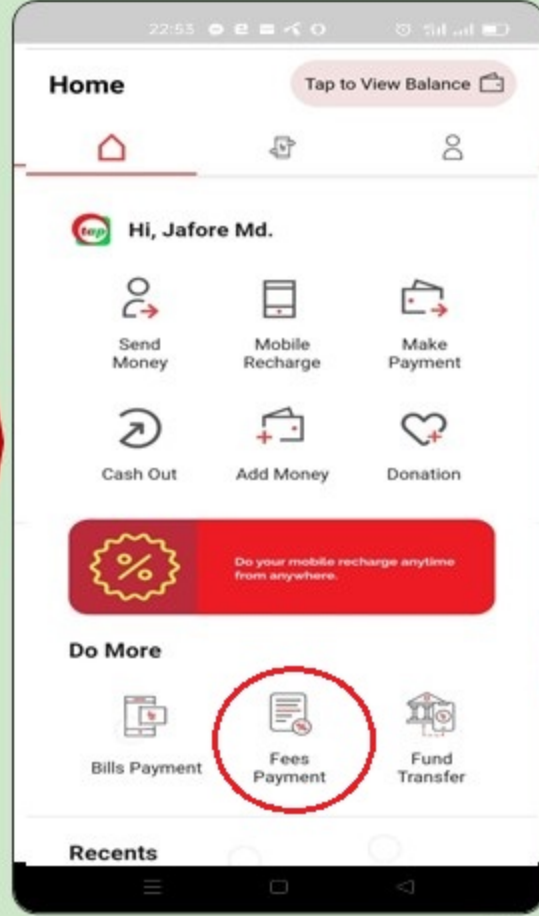 22:53
Home
Tap to View Balance
tap
Hi, Jafore Md.
Send
Money
Mobile
Recharge
Make
Payment
Cash Out
Add Money
Donation
%
Do your mobile recharge anytime
from anywhere.
Do More
Bills Payment
Fees
Payment
Fund
Transfer
Recents